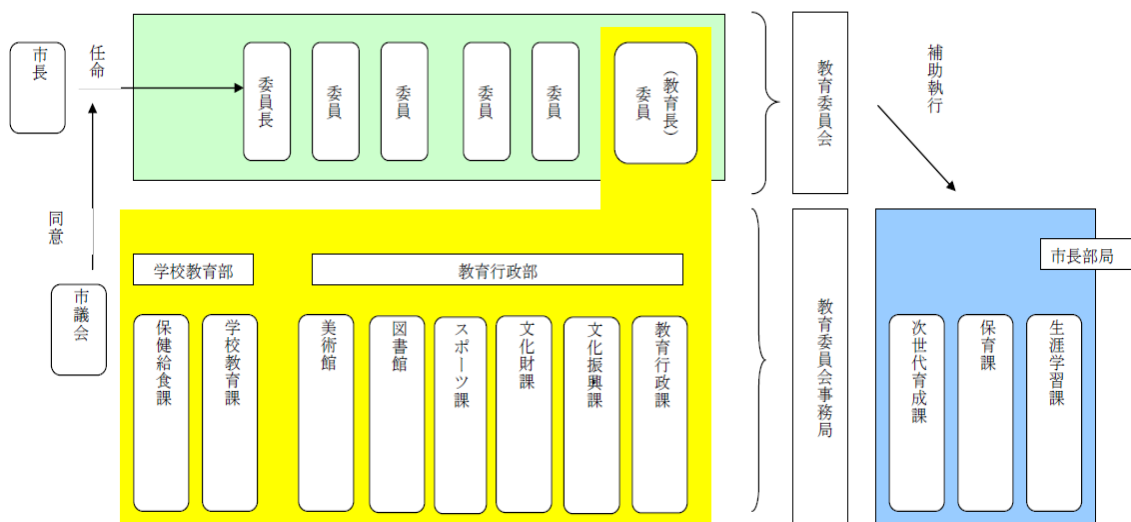 市長
任命
委員長
委員
委員
委員
委員
委員
(教育長)
教育委員会
補助執行
同意
市議会
学校教育部
教育行政部
保健給食課
学校教育課
美術館
図書館
スポーツ課
文化財課
文化振興課
教育行政課
教育委員会事務局
市長部局
次世代育成課
保育課
生涯学習課